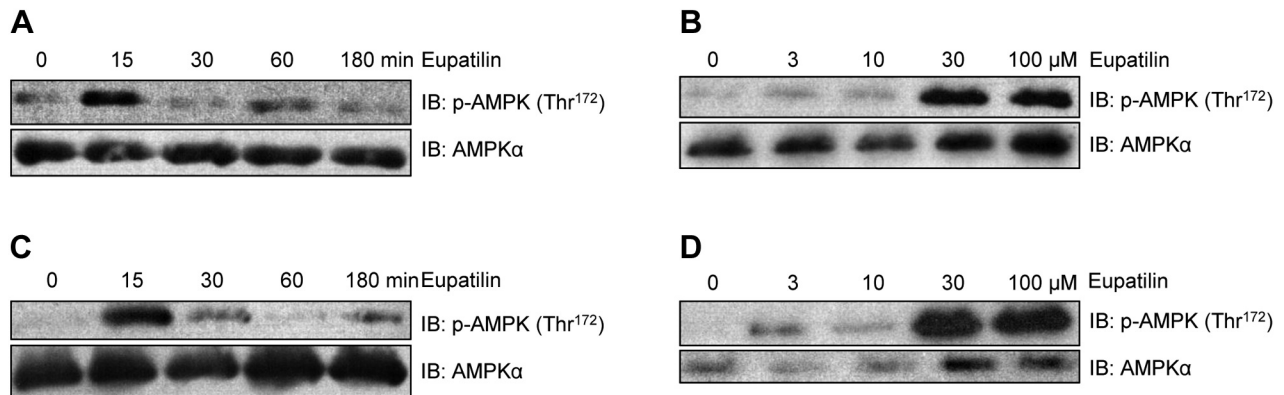 A
0 15 30 60 180 min Eupatilin
IB: p-AMPK (Thr¹⁷²)
IB: AMPKα
B
0 3 10 30 100 µM Eupatilin
IB: p-AMPK (Thr¹⁷²)
IB: AMPKα
C
0 15 30 60 180 min Eupatilin
IB: p-AMPK (Thr¹⁷²)
IB: AMPKα
D
0 3 10 30 100 µM Eupatilin
IB: p-AMPK (Thr¹⁷²)
IB: AMPKα